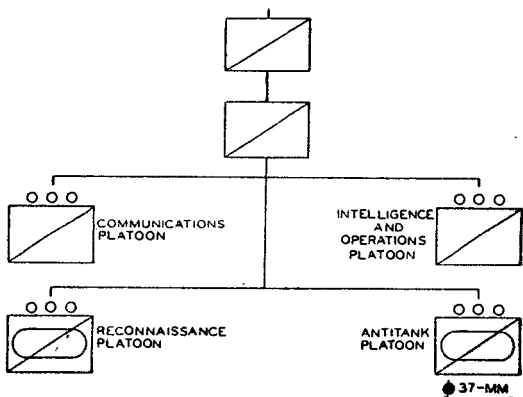 COMMUNICATIONS
PLATOON
INTELLIGENCE
AND
OPERATIONS
PLATOON
RECONNAISSANCE
PLATOON
ANTITANK
PLATOON
37-MM